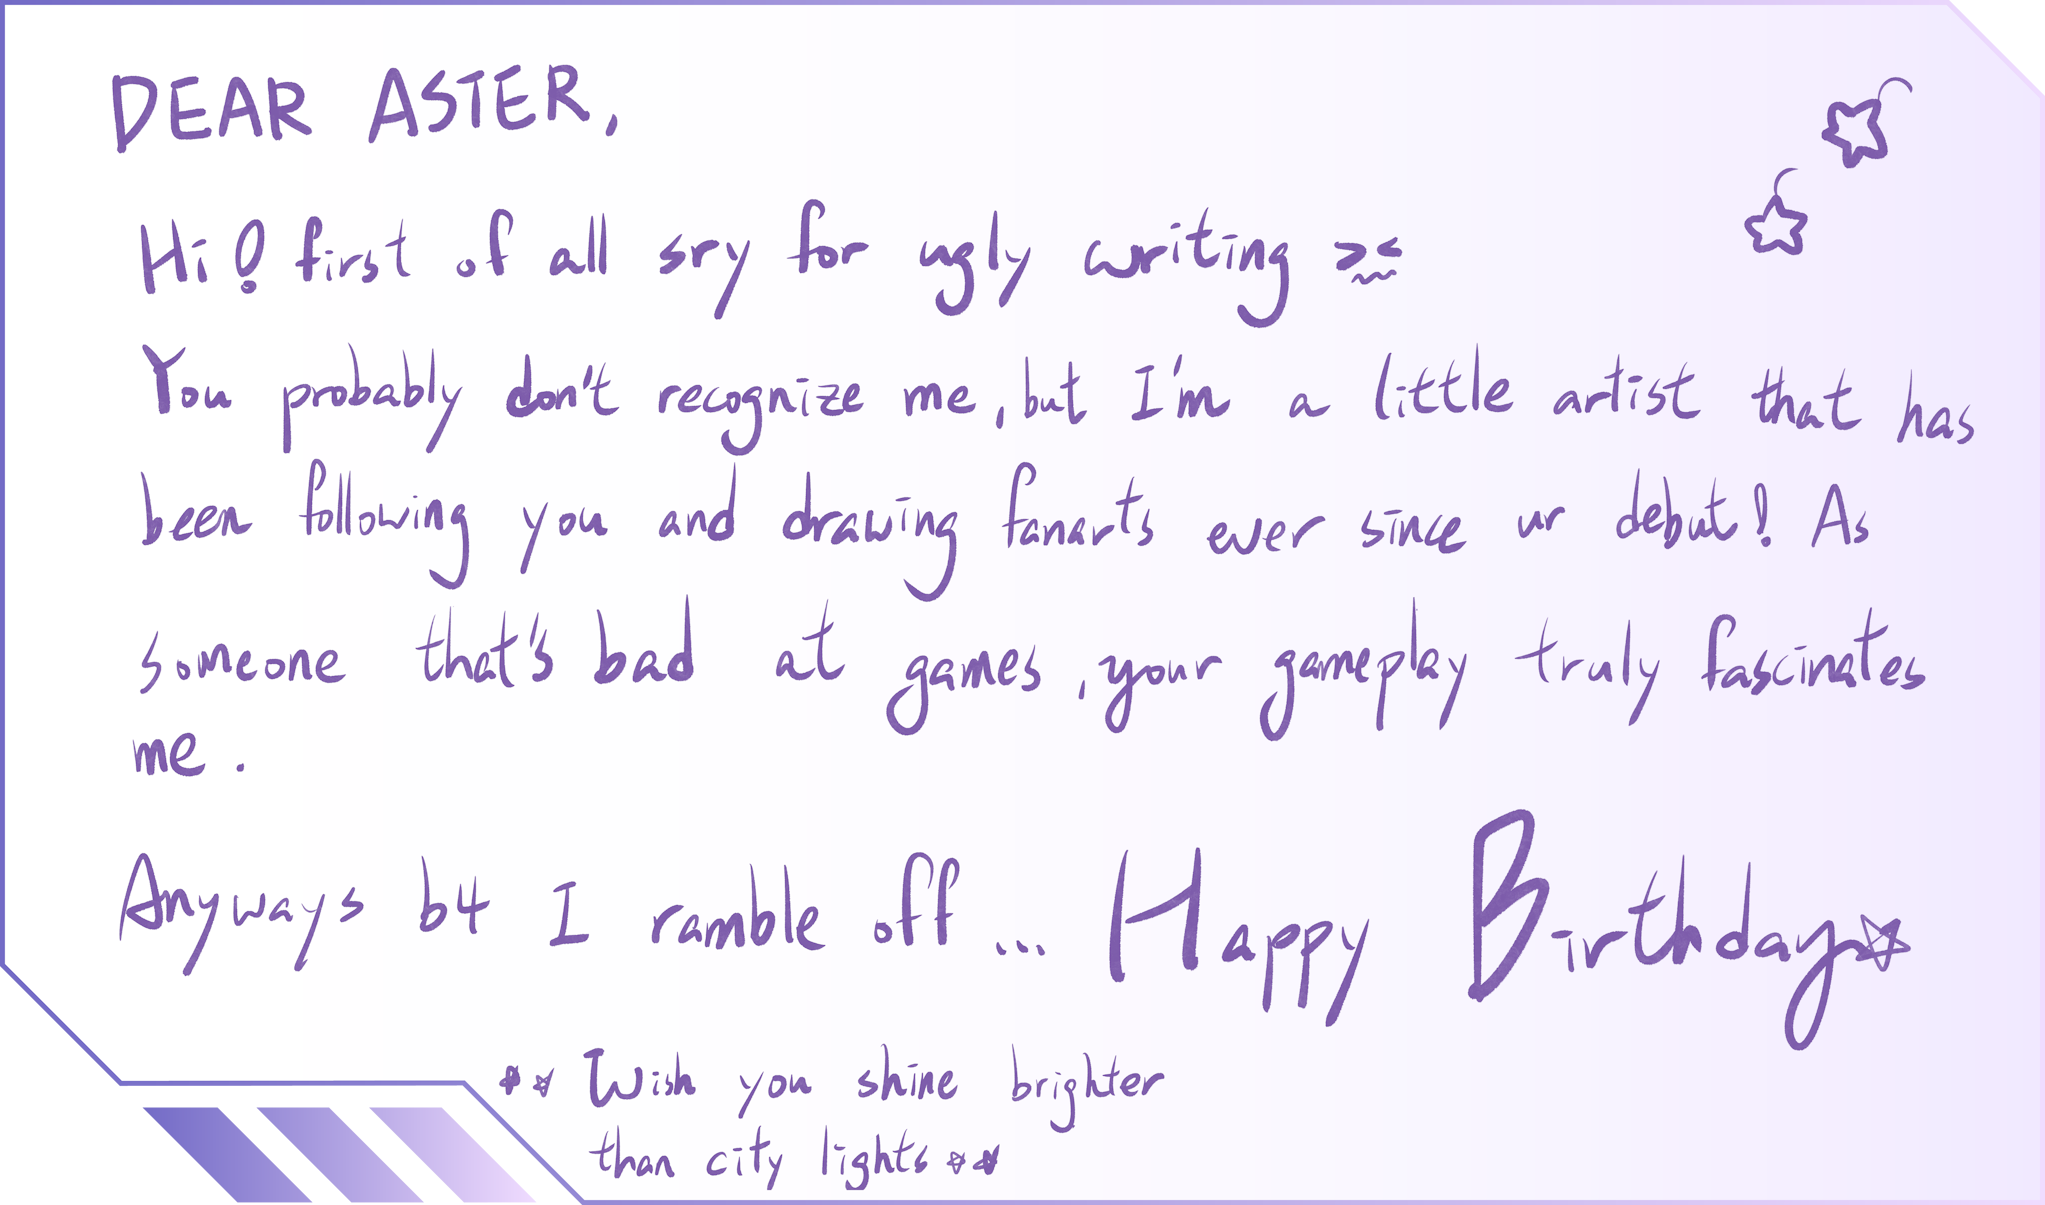 DEAR ASTER,
Hi! first of all sry for ugly writing >~<
You probably don't recognize me, but I'm a little artist that has
been following you and drawing fanarts ever since ur debut! As
someone that's bad at games, your gameplay truly fascinates
me.
Anyways b4 I ramble off... Happy Birthday☆
☆☆ Wish you shine brighter
than city lights ☆☆